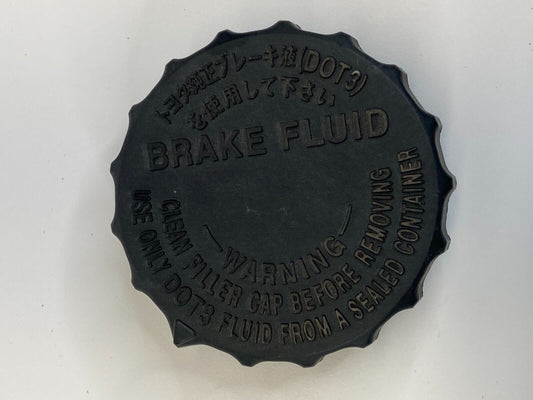 トヨタ純正ブレーキ液(DOT3)
を使用して下さい
BRAKE FLUID
WARNING
CLEAN FILLER CAP BEFORE REMOVING
USE ONLY DOT3 FLUID FROM A SEALED CONTAINER